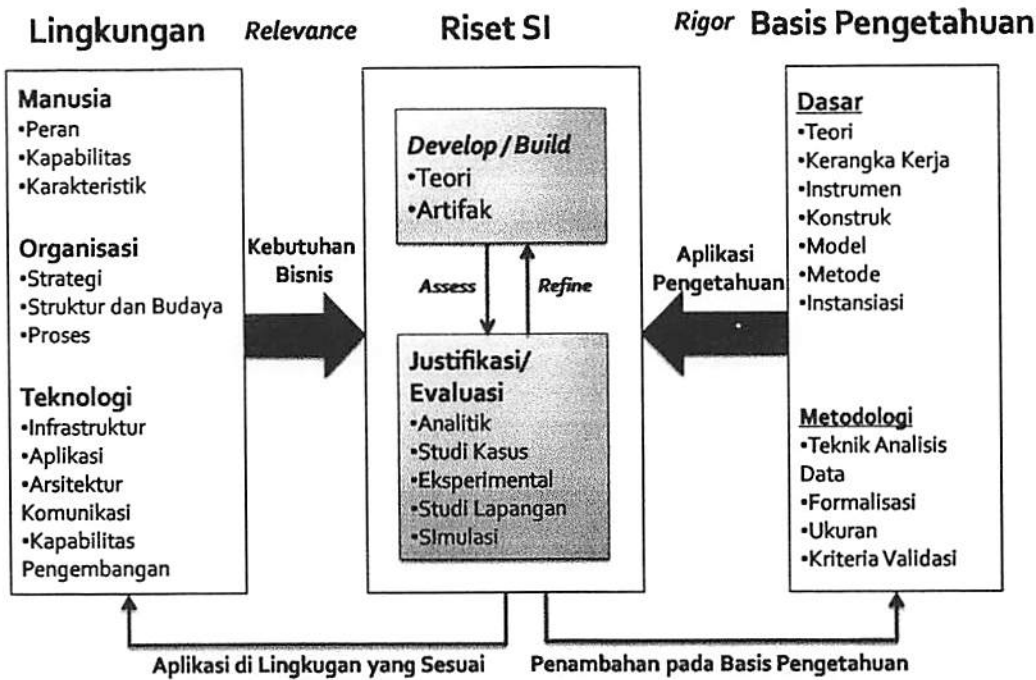 Lingkungan
Relevance
Riset SI
Rigor
Basis Pengetahuan
Manusia
•Peran
•Kapabilitas
•Karakteristik
Organisasi
•Strategi
•Struktur dan Budaya
•Proses
Teknologi
•Infrastruktur
•Aplikasi
•Arsitektur
Komunikasi
•Kapabilitas
Pengembangan
Kebutuhan
Bisnis
Develop / Build
•Teori
•Artifak
Assess
Refine
Justifikasi/
Evaluasi
•Analitik
•Studi Kasus
•Eksperimental
•Studi Lapangan
•SImulasi
Aplikasi
Pengetahuan
Dasar
•Teori
•Kerangka Kerja
•Instrumen
•Konstruk
•Model
•Metode
•Instansiasi
Metodologi
•Teknik Analisis
Data
•Formalisasi
•Ukuran
•Kriteria Validasi
Aplikasi di Lingkugan yang Sesuai
Penambahan pada Basis Pengetahuan